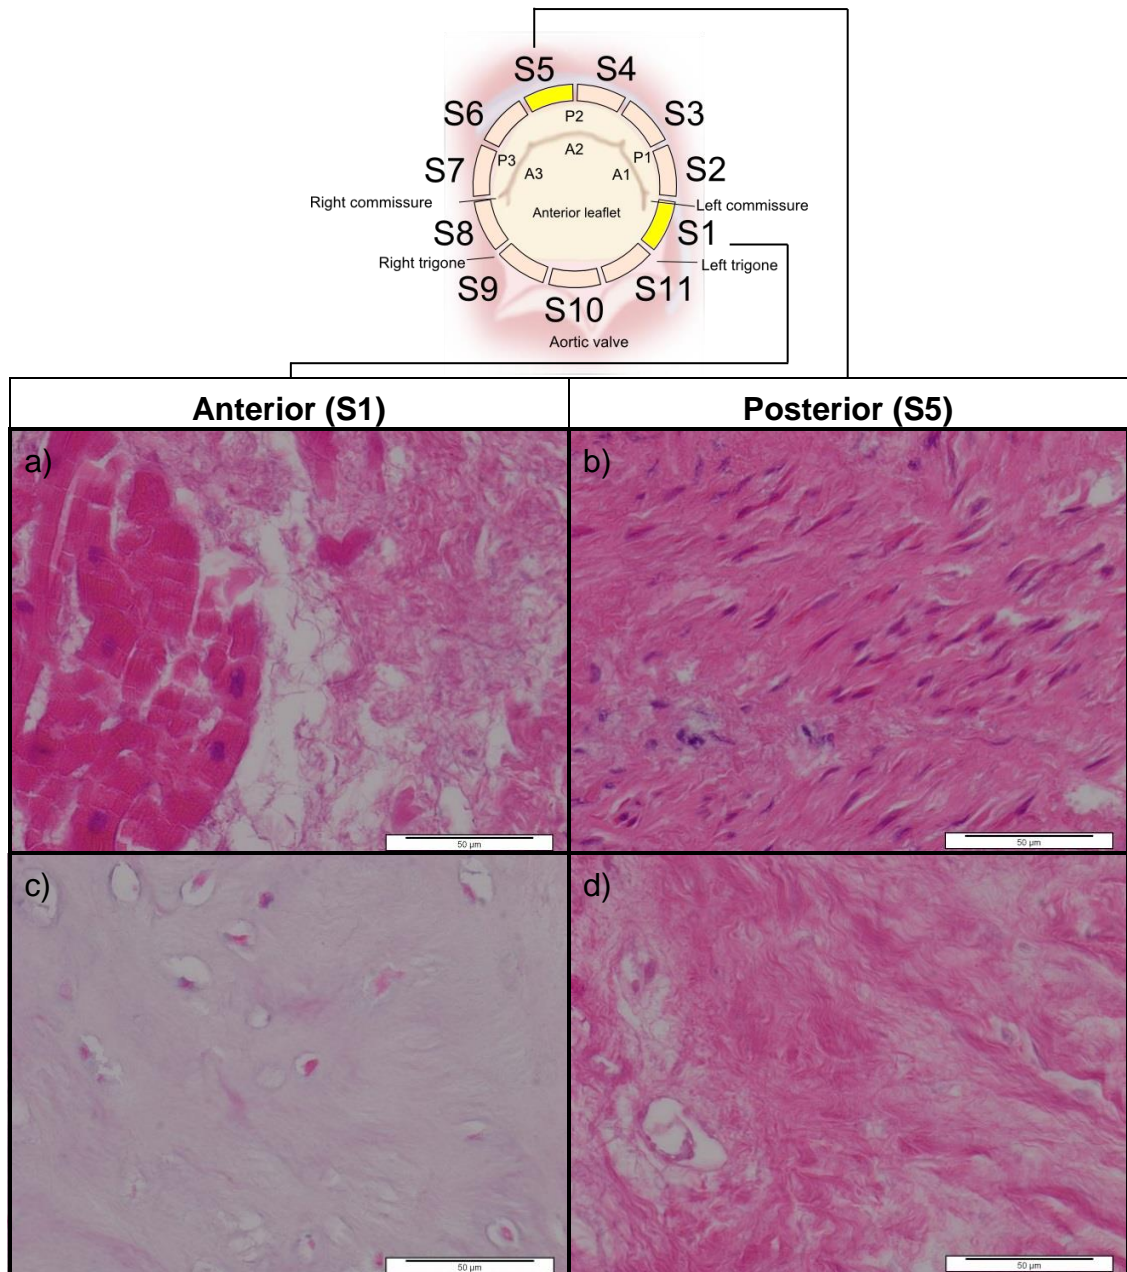 S5 S4
S6 S3
P2
A2
P3 P1
S7 S2
A3 A1
Right commissure Left commissure
Anterior leaflet
S8 S1
Right trigone Left trigone
S9 S11
S10
Aortic valve
Anterior (S1) Posterior (S5)
a) b)
50 µm 50 µm
c) d)
50 µm 50 µm